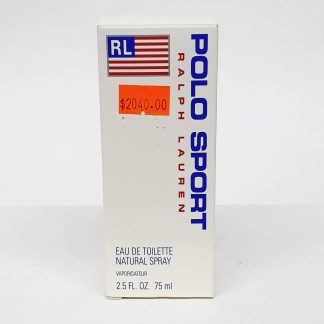 RL
$2040.00
POLO SPORT
RALPH LAUREN
EAU DE TOILETTE
NATURAL SPRAY
VAPORISATEUR
2.5 FL. OZ. 75 ml